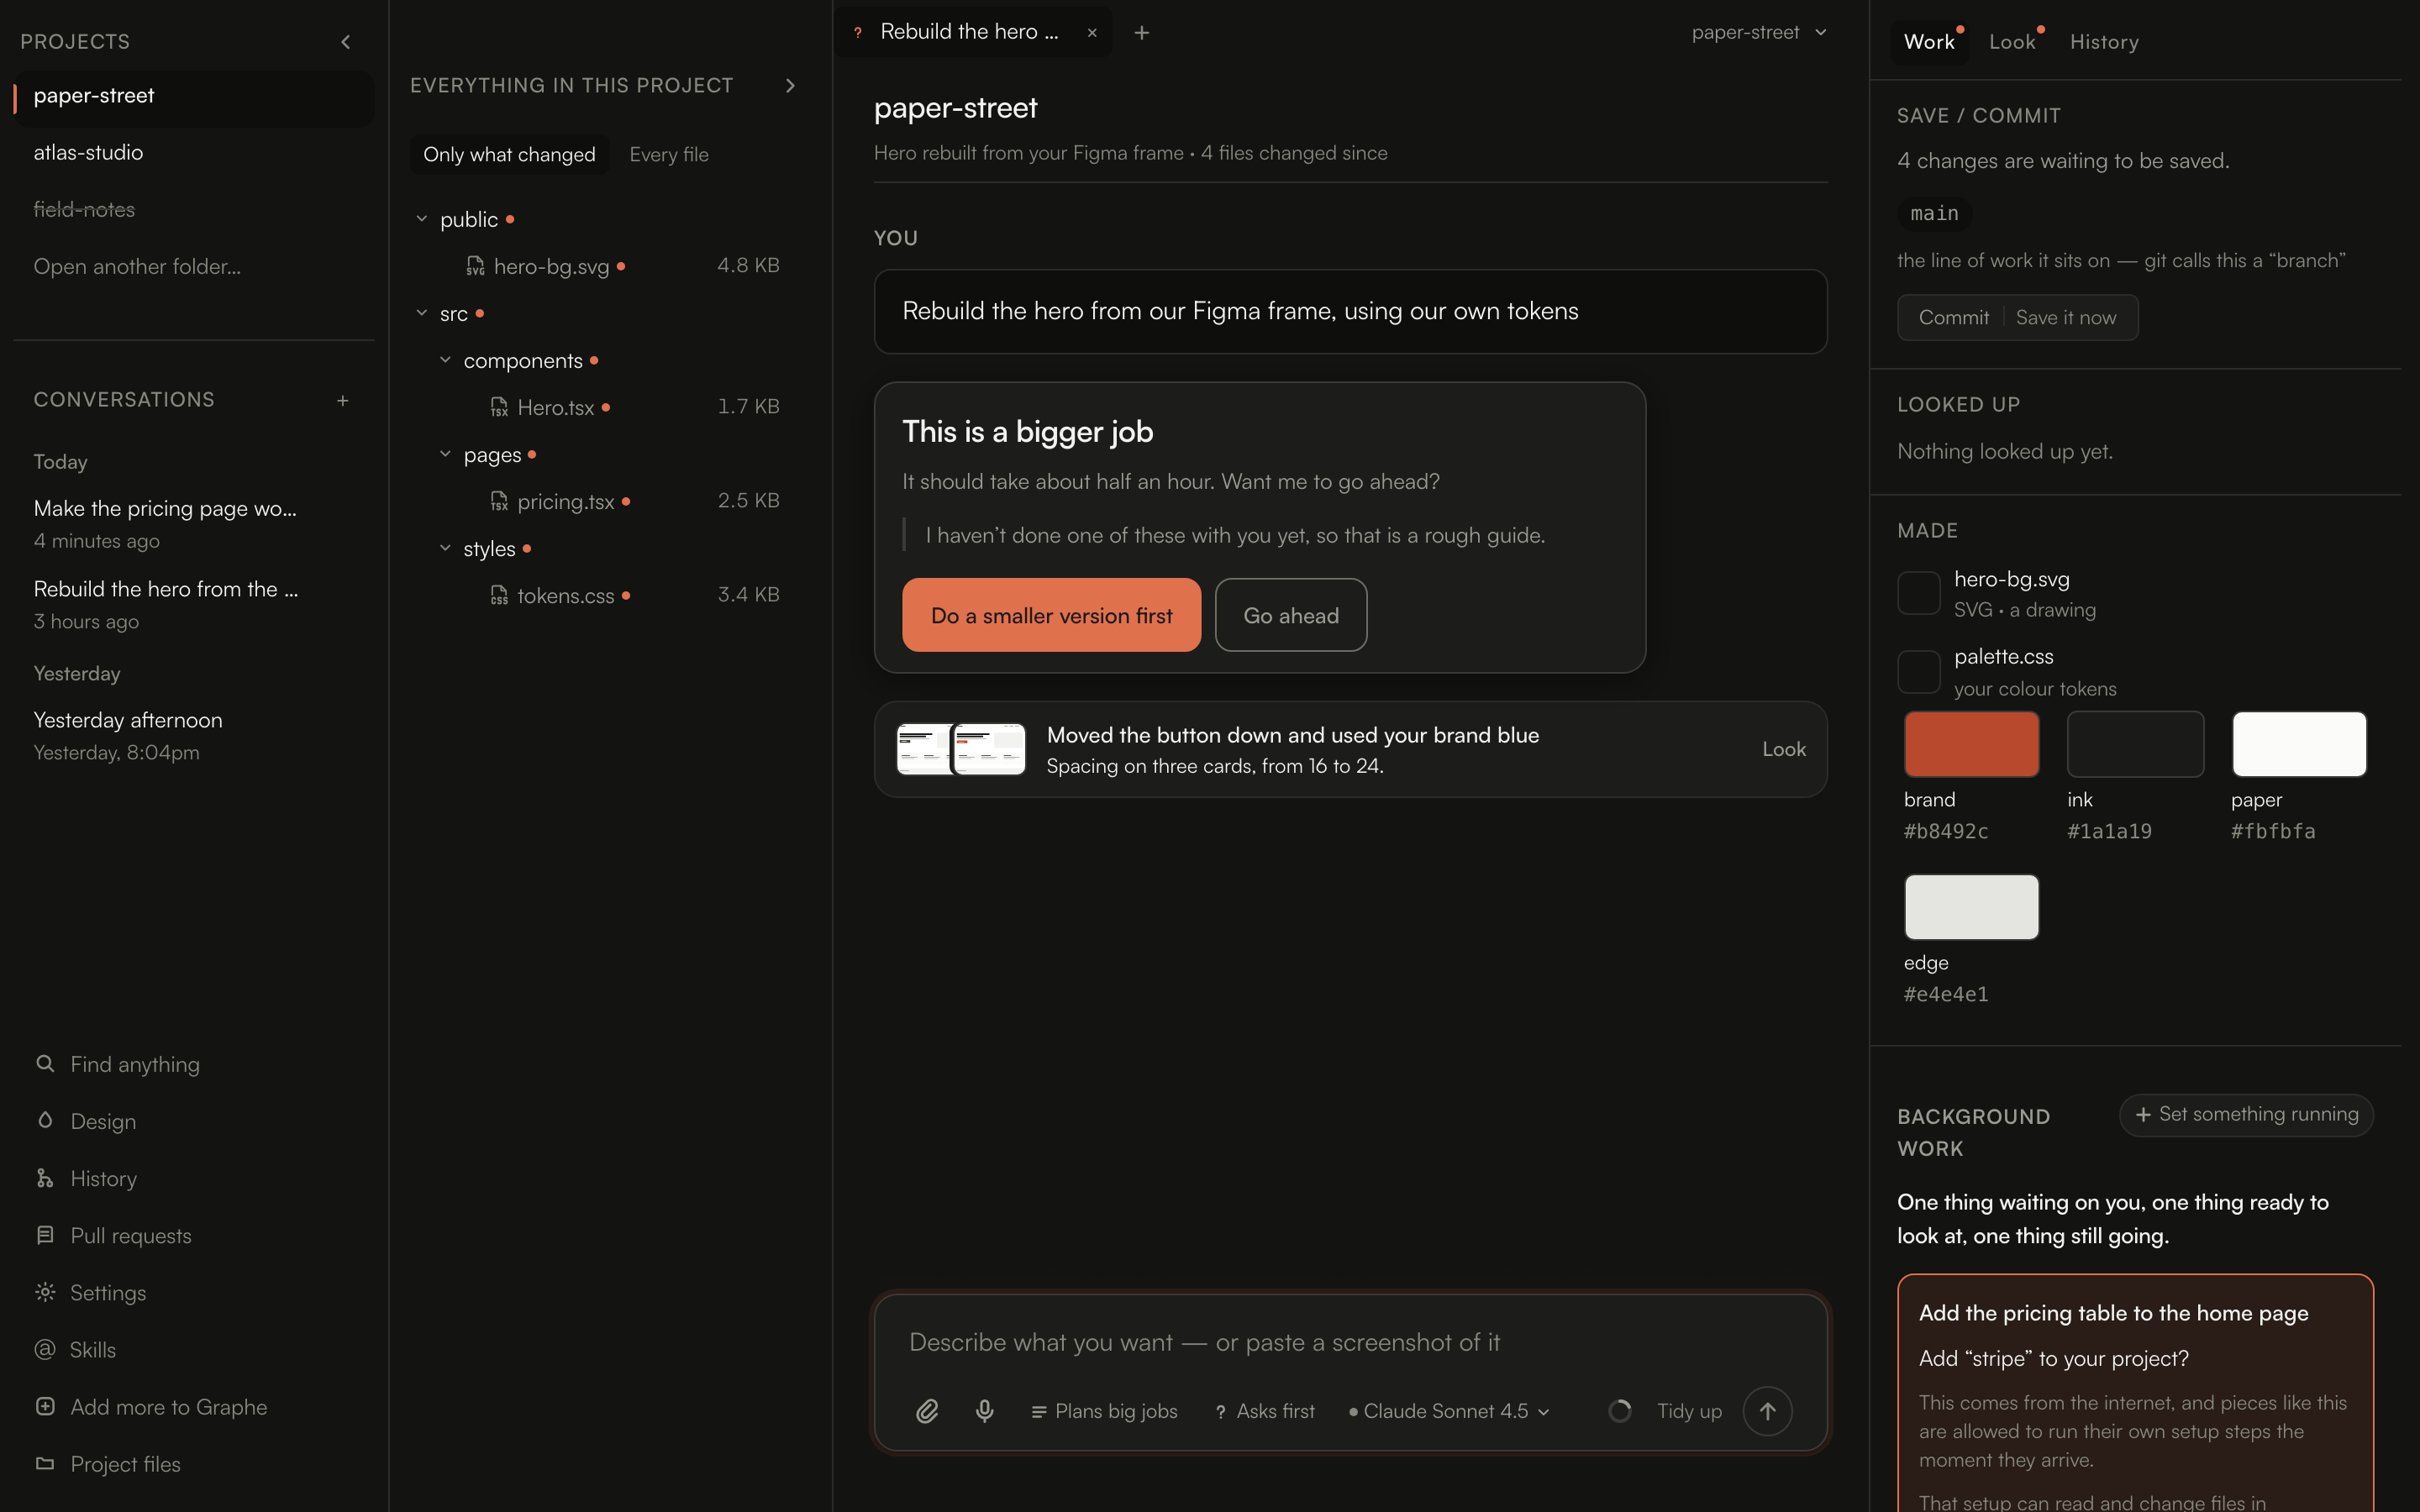 PROJECTS
paper-street
atlas-studio
field-notes
Open another folder...
CONVERSATIONS
+
Today
Make the pricing page wo...
4 minutes ago
Rebuild the hero from the ...
3 hours ago
Yesterday
Yesterday afternoon
Yesterday, 8:04pm
Find anything
Design
History
Pull requests
Settings
Skills
Add more to Graphe
Project files
EVERYTHING IN THIS PROJECT
Only what changed Every file
public
SVG hero-bg.svg 4.8 KB
src
components
TSX Hero.tsx 1.7 KB
pages
TSX pricing.tsx 2.5 KB
styles
CSS tokens.css 3.4 KB
? Rebuild the hero ... × +
paper-street
paper-street
Hero rebuilt from your Figma frame · 4 files changed since
YOU
Rebuild the hero from our Figma frame, using our own tokens
This is a bigger job
It should take about half an hour. Want me to go ahead?
I haven’t done one of these with you yet, so that is a rough guide.
Do a smaller version first Go ahead
Moved the button down and used your brand blue
Spacing on three cards, from 16 to 24.
Look
Describe what you want — or paste a screenshot of it
Plans big jobs ? Asks first Claude Sonnet 4.5 Tidy up
Work Look History
SAVE / COMMIT
4 changes are waiting to be saved.
main
the line of work it sits on — git calls this a “branch”
Commit Save it now
LOOKED UP
Nothing looked up yet.
MADE
hero-bg.svg
SVG · a drawing
palette.css
your colour tokens
brand ink paper
#b8492c #1a1a19 #fbfbfa
edge
#e4e4e1
BACKGROUND WORK
+ Set something running
One thing waiting on you, one thing ready to
look at, one thing still going.
Add the pricing table to the home page
Add “stripe” to your project?
This comes from the internet, and pieces like this
are allowed to run their own setup steps the
moment they arrive.
That setup can read and change files in